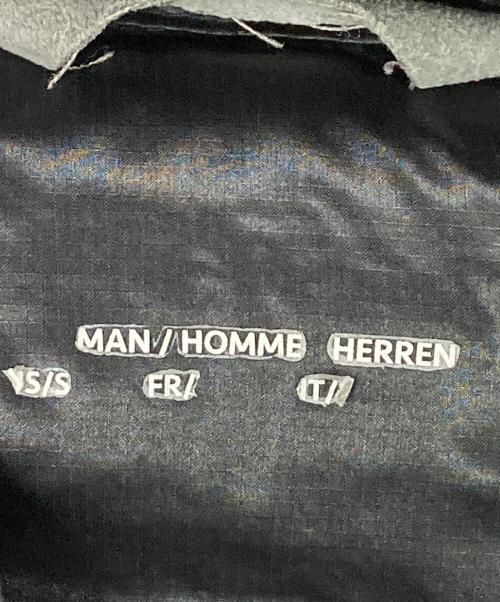 MAN / HOMME HERREN
S/S FR/ IT/